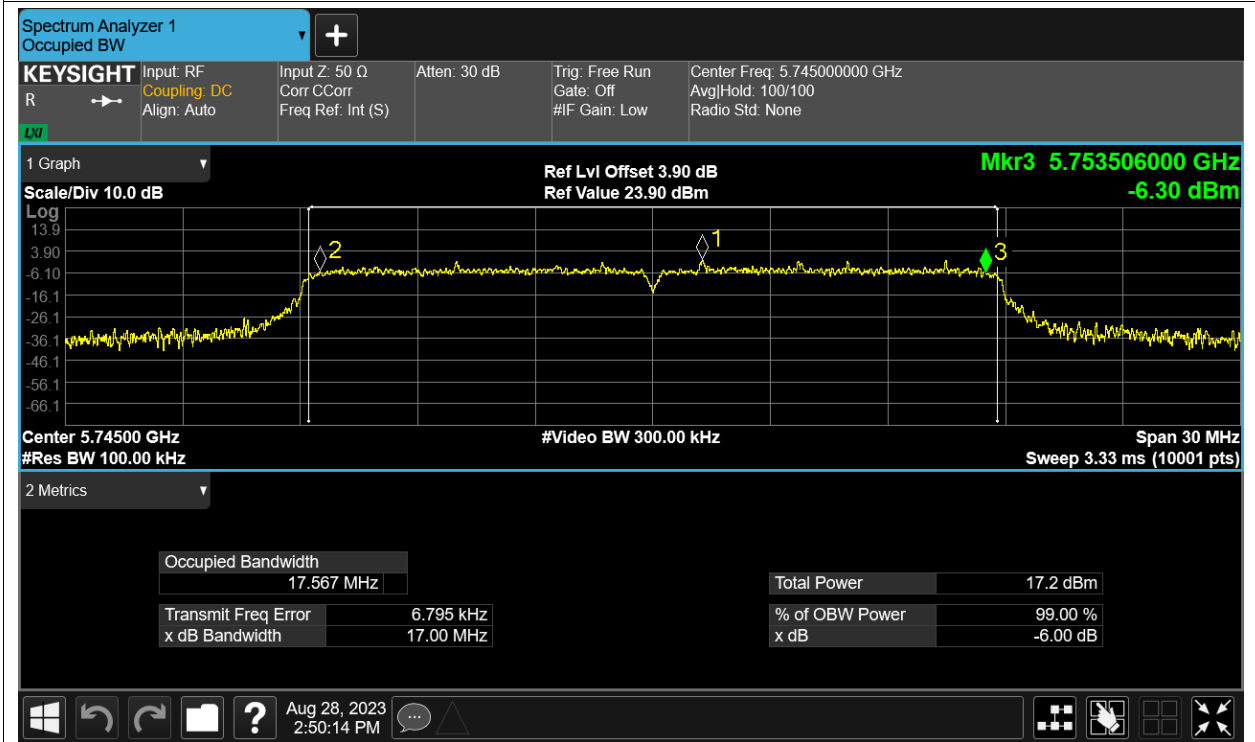 Spectrum Analyzer 1
Occupied BW
KEYSIGHT
R
LXI
Input: RF
Coupling: DC
Align: Auto
Input Z: 50 Ω
Corr CCorr
Freq Ref: Int (S)
Atten: 30 dB
Trig: Free Run
Gate: Off
#IF Gain: Low
Center Freq: 5.745000000 GHz
Avg|Hold: 100/100
Radio Std: None
1 Graph
Scale/Div 10.0 dB
Ref Lvl Offset 3.90 dB
Ref Value 23.90 dBm
Mkr3 5.753506000 GHz
-6.30 dBm
Log
13.9
3.90
-6.10
-16.1
-26.1
-36.1
-46.1
-56.1
-66.1
2
1
3
Center 5.74500 GHz
#Res BW 100.00 kHz
#Video BW 300.00 kHz
Span 30 MHz
Sweep 3.33 ms (10001 pts)
2 Metrics
Occupied Bandwidth
17.567 MHz
Transmit Freq Error 6.795 kHz
x dB Bandwidth 17.00 MHz
Total Power 17.2 dBm
% of OBW Power 99.00 %
x dB -6.00 dB
?
Aug 28, 2023
2:50:14 PM